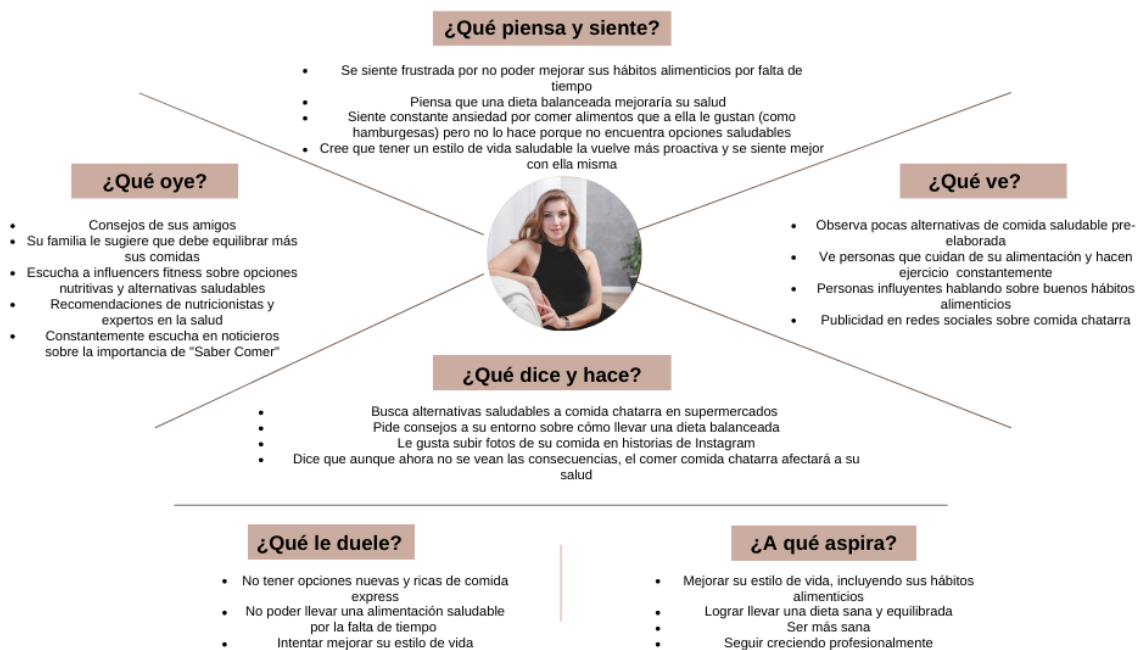 ¿Qué piensa y siente?
Se siente frustrada por no poder mejorar sus hábitos alimenticios por falta de
tiempo
Piensa que una dieta balanceada mejoraría su salud
Siente constante ansiedad por comer alimentos que a ella le gustan (como
hamburgesas) pero no lo hace porque no encuentra opciones saludables
Cree que tener un estilo de vida saludable la vuelve más proactiva y se siente mejor
con ella misma
¿Qué oye?
Consejos de sus amigos
Su familia le sugiere que debe equilibrar más
sus comidas
Escucha a influencers fitness sobre opciones
nutritivas y alternativas saludables
Recomendaciones de nutricionistas y
expertos en la salud
Constantemente escucha en noticieros
sobre la importancia de "Saber Comer"
¿Qué ve?
Observa pocas alternativas de comida saludable pre-
elaborada
Ve personas que cuidan de su alimentación y hacen
ejercicio  constantemente
Personas influyentes hablando sobre buenos hábitos
alimenticios
Publicidad en redes sociales sobre comida chatarra
¿Qué dice y hace?
Busca alternativas saludables a comida chatarra en supermercados
Pide consejos a su entorno sobre cómo llevar una dieta balanceada
Le gusta subir fotos de su comida en historias de Instagram
Dice que aunque ahora no se vean las consecuencias, el comer comida chatarra afectará a su
salud
¿Qué le duele?
No tener opciones nuevas y ricas de comida
express
No poder llevar una alimentación saludable
por la falta de tiempo
Intentar mejorar su estilo de vida
¿A qué aspira?
Mejorar su estilo de vida, incluyendo sus hábitos
alimenticios
Lograr llevar una dieta sana y equilibrada
Ser más sana
Seguir creciendo profesionalmente